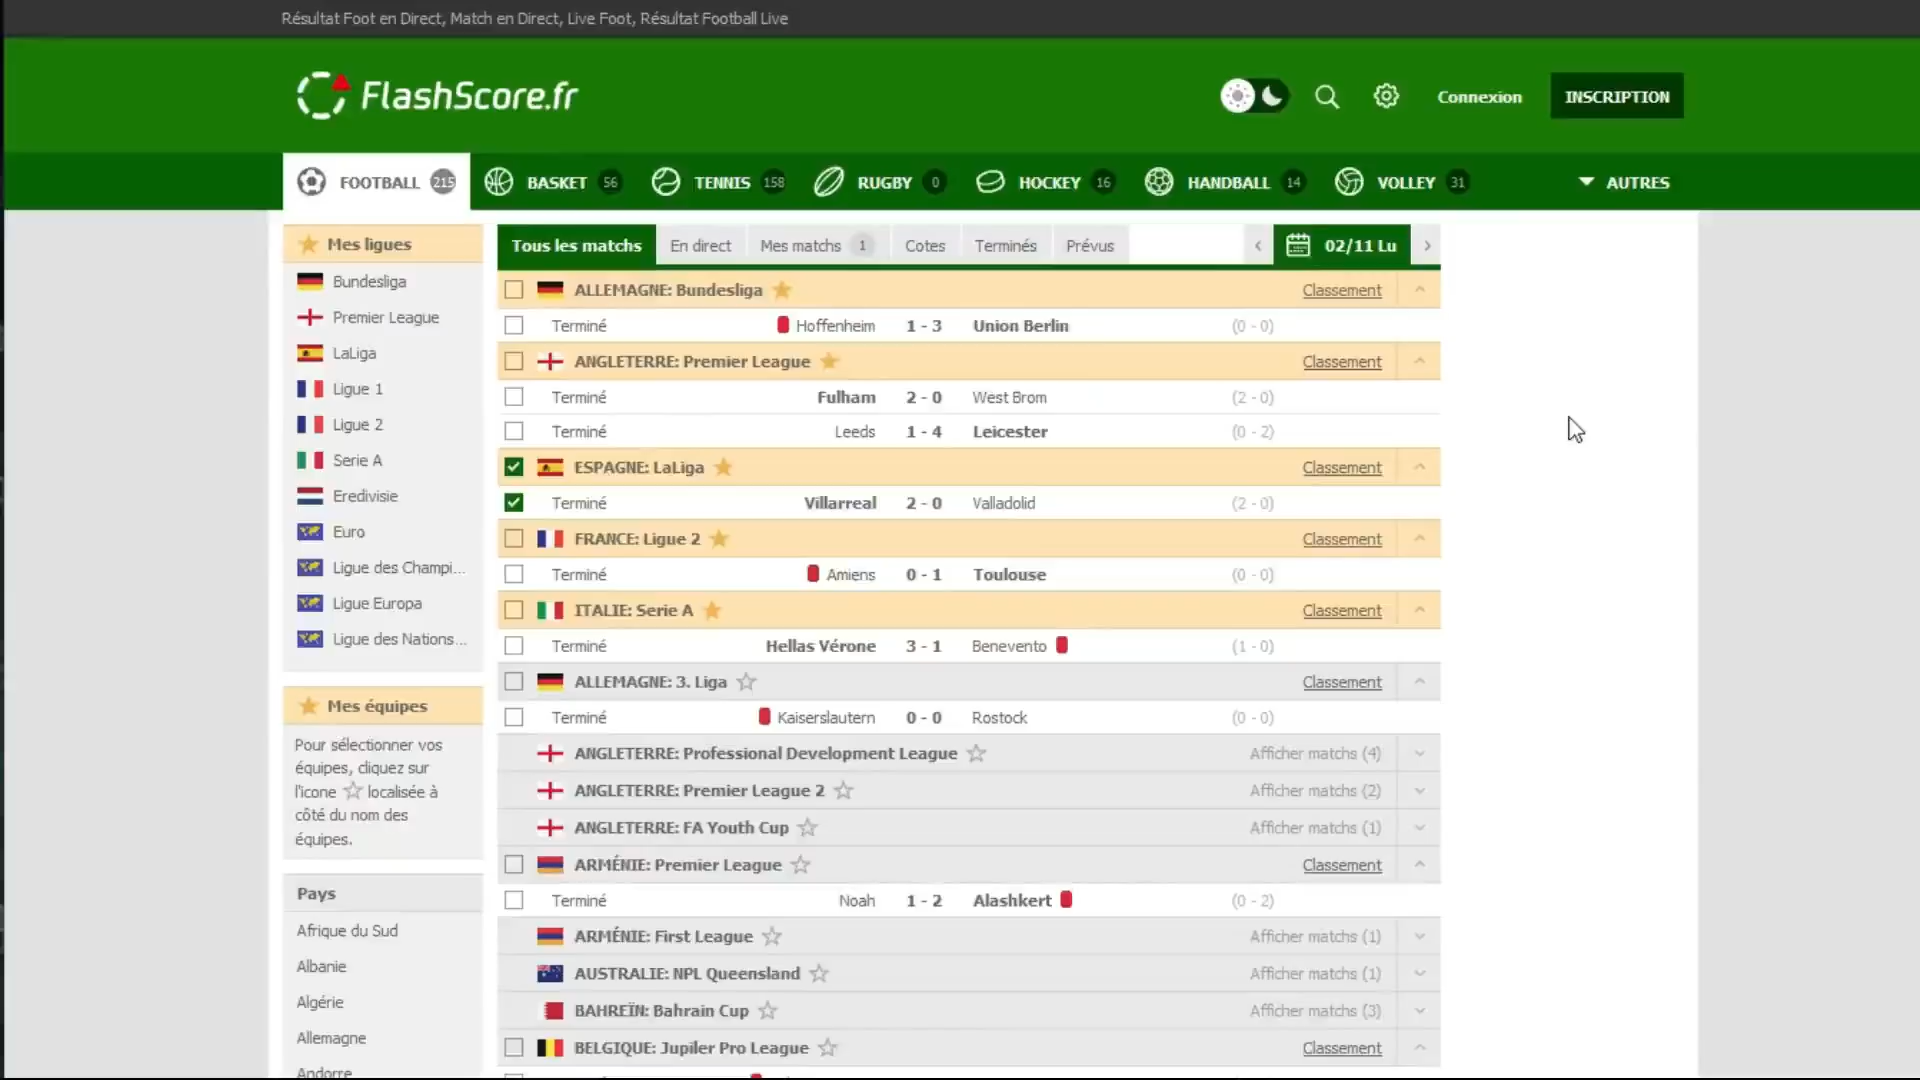 Résultat Foot en Direct, Match en Direct, Live Foot, Résultat Football Live
FlashScore.fr
Connexion
INSCRIPTION
FOOTBALL 215
BASKET 56
TENNIS 158
RUGBY 0
HOCKEY 16
HANDBALL 14
VOLLEY 31
AUTRES
Mes ligues
Bundesliga
Premier League
LaLiga
Ligue 1
Ligue 2
Serie A
Eredivisie
Euro
Ligue des Champi...
Ligue Europa
Ligue des Nations...
Mes équipes
Pour sélectionner vos
équipes, cliquez sur
l'icone localisée à
côté du nom des
équipes.
Pays
Afrique du Sud
Albanie
Algérie
Allemagne
Andorre
Tous les matchs En direct Mes matchs 1 Cotes Terminés Prévus 02/11 Lu
ALLEMAGNE: Bundesliga Classement
Terminé Hoffenheim 1 - 3 Union Berlin (0 - 0)
ANGLETERRE: Premier League Classement
Terminé Fulham 2 - 0 West Brom (2 - 0)
Terminé Leeds 1 - 4 Leicester (0 - 2)
ESPAGNE: LaLiga Classement
Terminé Villarreal 2 - 0 Valladolid (2 - 0)
FRANCE: Ligue 2 Classement
Terminé Amiens 0 - 1 Toulouse (0 - 0)
ITALIE: Serie A Classement
Terminé Hellas Vérone 3 - 1 Benevento (1 - 0)
ALLEMAGNE: 3. Liga Classement
Terminé Kaiserslautern 0 - 0 Rostock (0 - 0)
ANGLETERRE: Professional Development League Afficher matchs (4)
ANGLETERRE: Premier League 2 Afficher matchs (2)
ANGLETERRE: FA Youth Cup Afficher matchs (1)
ARMÉNIE: Premier League Classement
Terminé Noah 1 - 2 Alashkert (0 - 2)
ARMÉNIE: First League Afficher matchs (1)
AUSTRALIE: NPL Queensland Afficher matchs (1)
BAHREÏN: Bahrain Cup Afficher matchs (3)
BELGIQUE: Jupiler Pro League Classement